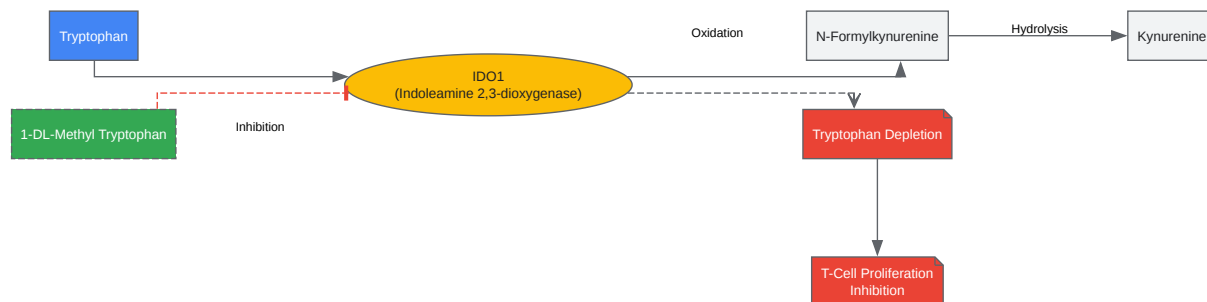 Tryptophan
Oxidation
N-Formylkynurenine
Hydrolysis
Kynurenine
IDO1
(Indoleamine 2,3-dioxygenase)
1-DL-Methyl Tryptophan
Inhibition
Tryptophan Depletion
T-Cell Proliferation
Inhibition